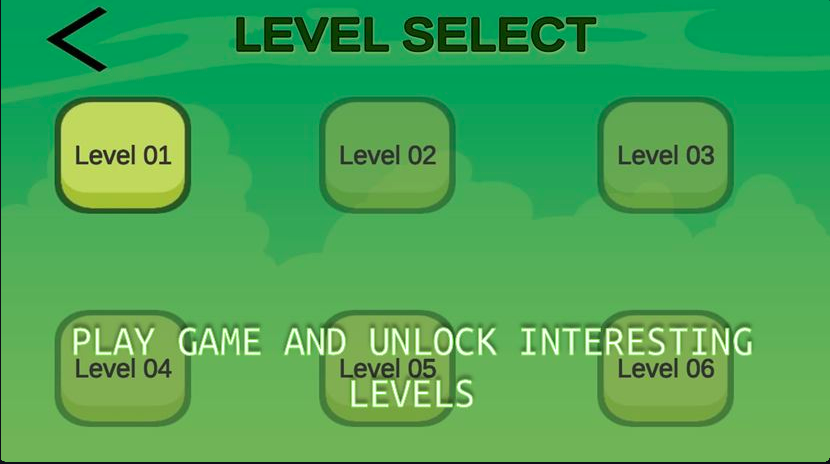 LEVEL SELECT
Level 01
Level 02
Level 03
PLAY GAME AND UNLOCK INTERESTING
LEVELS
Level 04
Level 05
Level 06